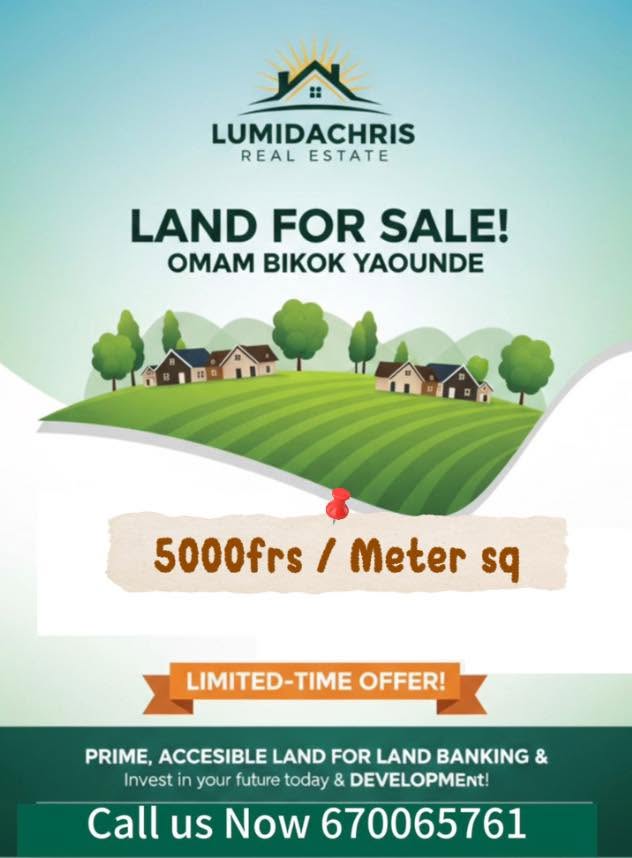 LUMIDACHRIS
REAL ESTATE
LAND FOR SALE!
OMAM BIKOK YAOUNDE
5000frs / Meter sq
LIMITED-TIME OFFER!
PRIME, ACCESIBLE LAND FOR LAND BANKING &
Invest in your future today & DEVELOPMEnt!
Call us Now 670065761